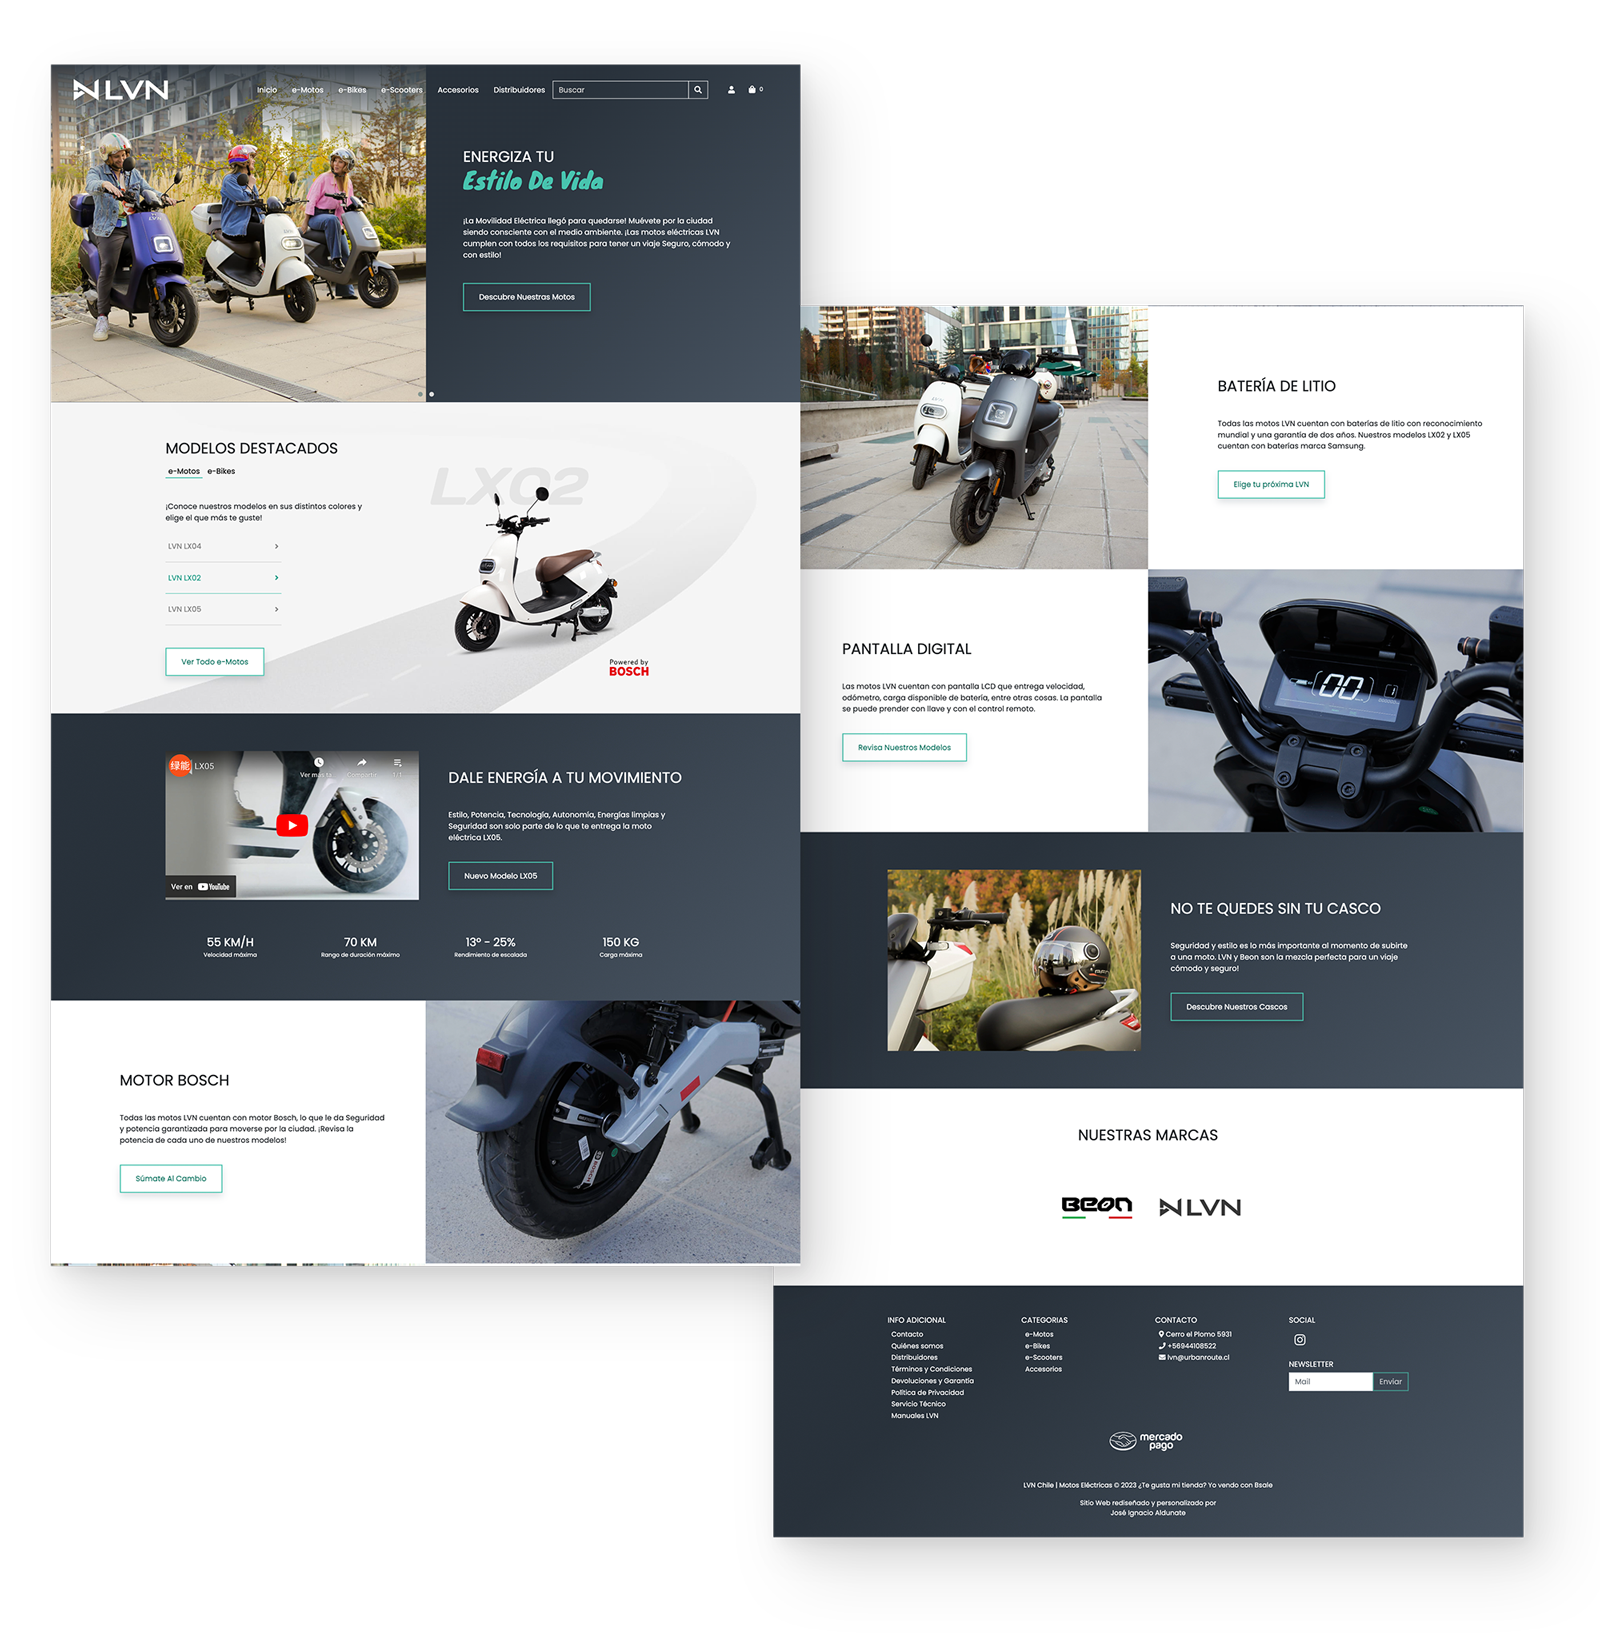 LVN
Inicio e-Motos e-Bikes e-Scooters Accesorios Distribuidores Buscar 0
ENERGIZA TU
Estilo De Vida
¡La Movilidad Eléctrica llegó para quedarse! Muévete por la ciudad
siendo consciente con el medio ambiente. ¡Las motos eléctricas LVN
cumplen con todos los requisitos para tener un viaje Seguro, cómodo y
con estilo!
Descubre Nuestras Motos
MODELOS DESTACADOS
e-Motos e-Bikes
¡Conoce nuestros modelos en sus distintos colores y
elige el que más te guste!
LVN LX04
LVN LX02
LVN LX05
Ver Todo e-Motos
LX02
Powered by
BOSCH
绿能 LX05
Ver más ta... Compartir 1/1
Ver en YouTube
DALE ENERGÍA A TU MOVIMIENTO
Estilo, Potencia, Tecnología, Autonomía, Energías limpias y
Seguridad son solo parte de lo que te entrega la moto
eléctrica LX05.
Nuevo Modelo LX05
55 KM/H
Velocidad máxima
70 KM
Rango de duración máximo
13° - 25%
Rendimiento de escalada
150 KG
Carga máxima
MOTOR BOSCH
Todas las motos LVN cuentan con motor Bosch, lo que le da Seguridad
y potencia garantizada para moverse por la ciudad. ¡Revisa la
potencia de cada uno de nuestros modelos!
Súmate Al Cambio
BOSCH
BATERÍA DE LITIO
Todas las motos LVN cuentan con baterías de litio con reconocimiento
mundial y una garantía de dos años. Nuestros modelos LX02 y LX05
cuentan con baterías marca Samsung.
Elige tu próxima LVN
PANTALLA DIGITAL
Las motos LVN cuentan con pantalla LCD que entrega velocidad,
odómetro, carga disponible de batería, entre otras cosas. La pantalla
se puede prender con llave y con el control remoto.
Revisa Nuestros Modelos
00
NO TE QUEDES SIN TU CASCO
Seguridad y estilo es lo más importante al momento de subirte
a una moto. LVN y Beon son la mezcla perfecta para un viaje
cómodo y seguro!
Descubre Nuestros Cascos
NUESTRAS MARCAS
BEON LVN
INFO ADICIONAL
Contacto
Quiénes somos
Distribuidores
Términos y Condiciones
Devoluciones y Garantía
Política de Privacidad
Servicio Técnico
Manuales LVN
CATEGORIAS
e-Motos
e-Bikes
e-Scooters
Accesorios
CONTACTO
Cerro el Plomo 5931
+56944108522
lvn@urbanroute.cl
SOCIAL
NEWSLETTER
Mail Enviar
mercado
pago
LVN Chile | Motos Eléctricas © 2023 ¿Te gusta mi tienda? Yo vendo con Bsale
Sitio Web rediseñado y personalizado por
José Ignacio Aldunate